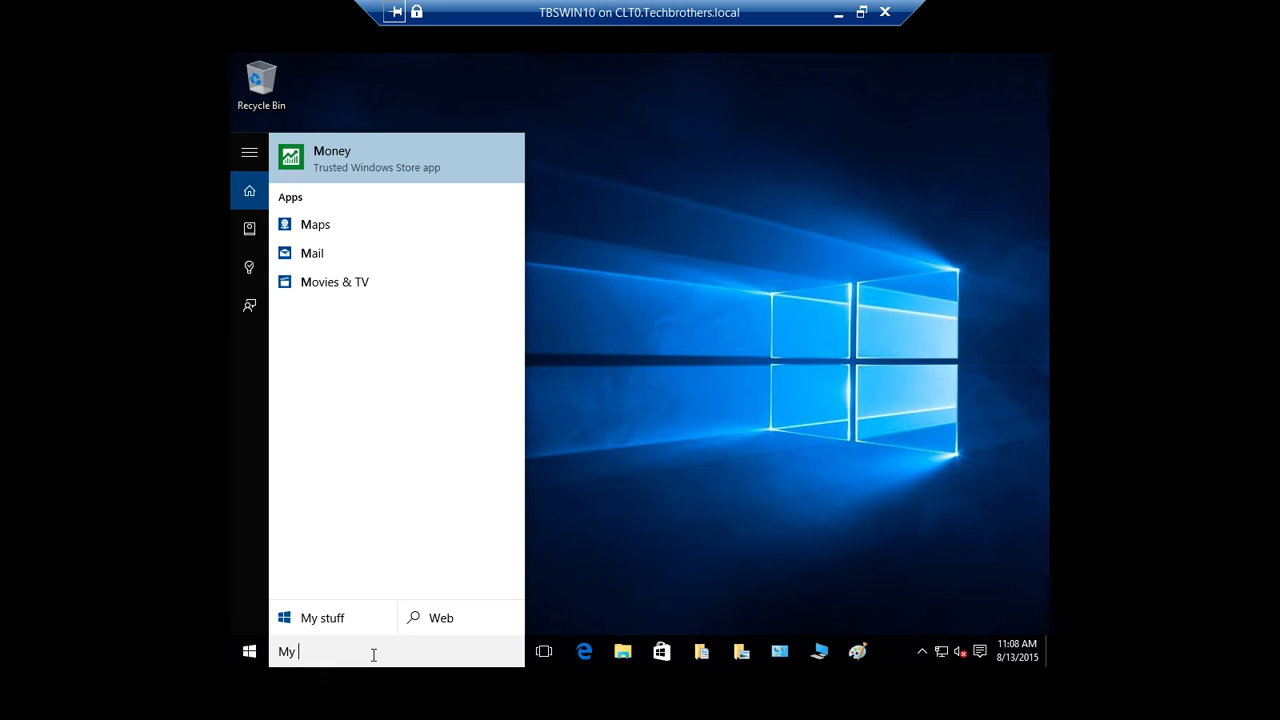 TBSWIN10 on CLT0.Techbrothers.local
Recycle Bin
Money
Trusted Windows Store app
Apps
Maps
Mail
Movies & TV
My stuff
Web
My
11:08 AM
8/13/2015